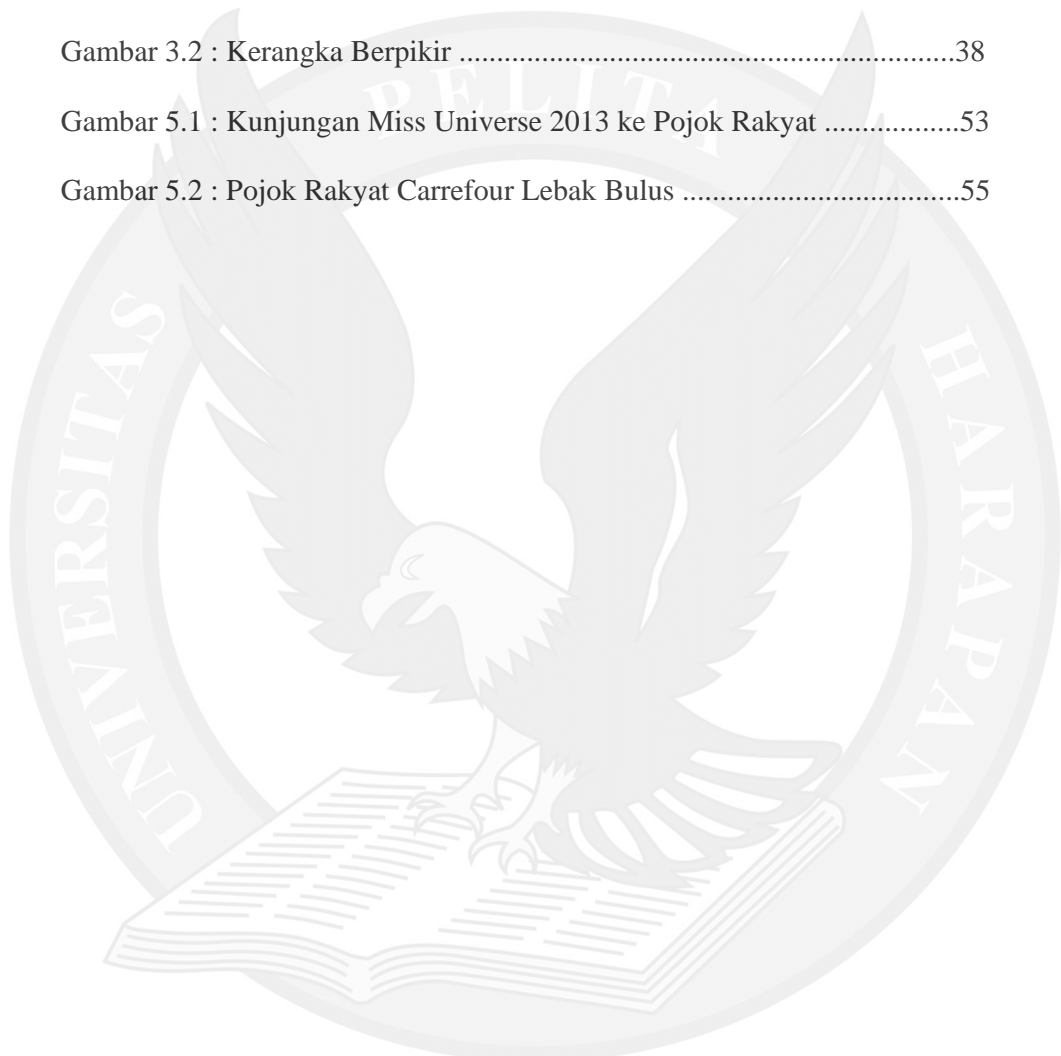 Gambar 3.2 : Kerangka Berpikir ...................................................................38
Gambar 5.1 : Kunjungan Miss Universe 2013 ke Pojok Rakyat ..................53
Gambar 5.2 : Pojok Rakyat Carrefour Lebak Bulus .....................................55
UNIVERSITAS PELITA HARAPAN